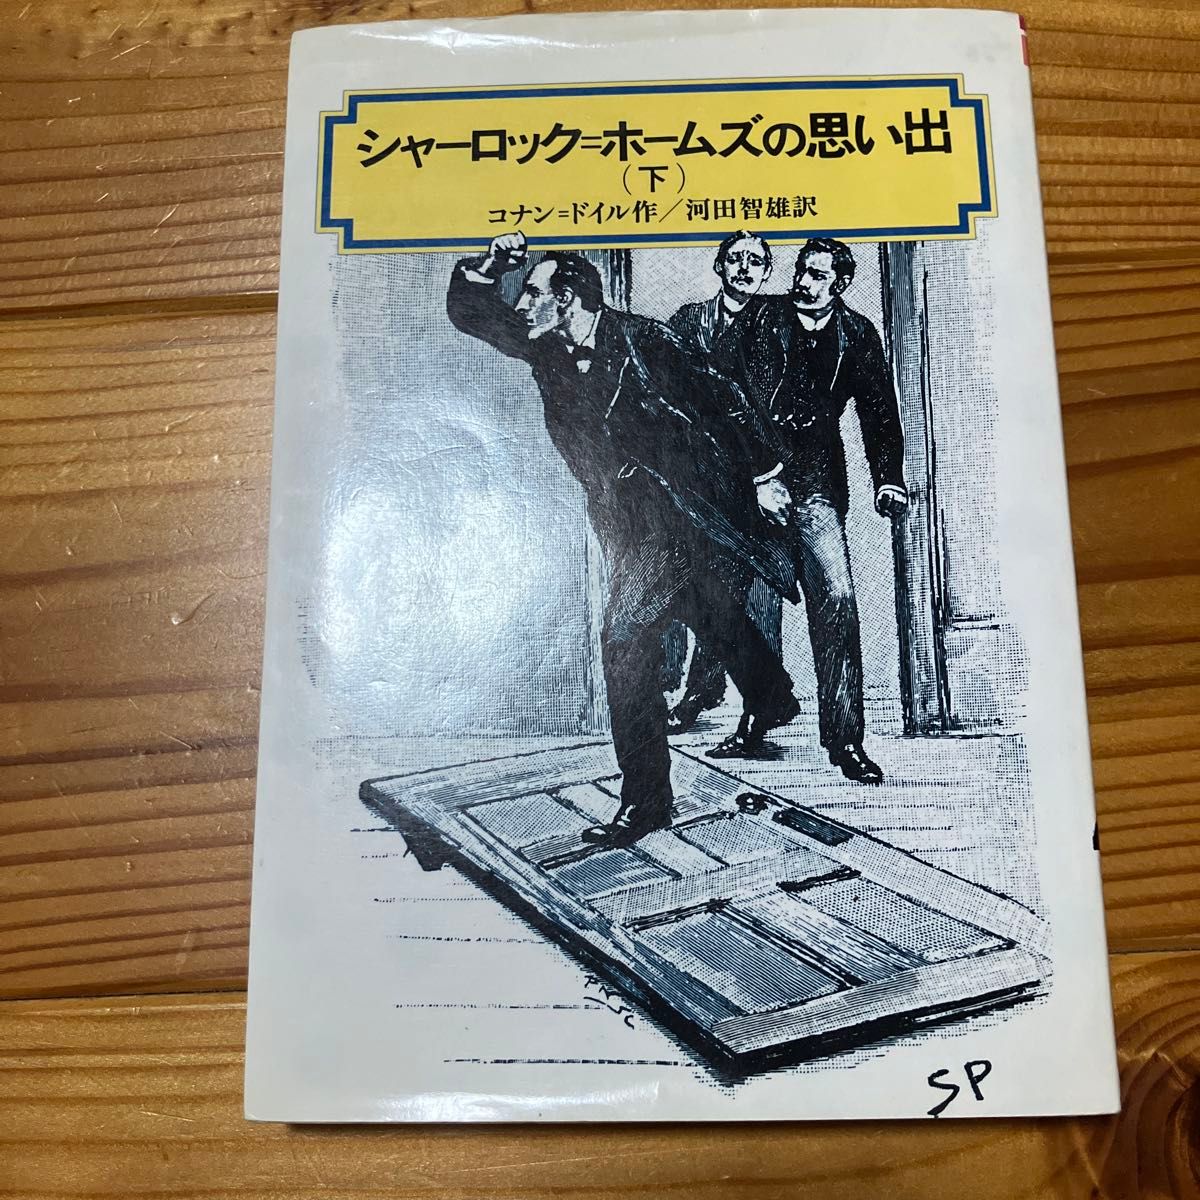 シャーロック=ホームズの思い出
（下）
コナン=ドイル作／河田智雄訳
SP